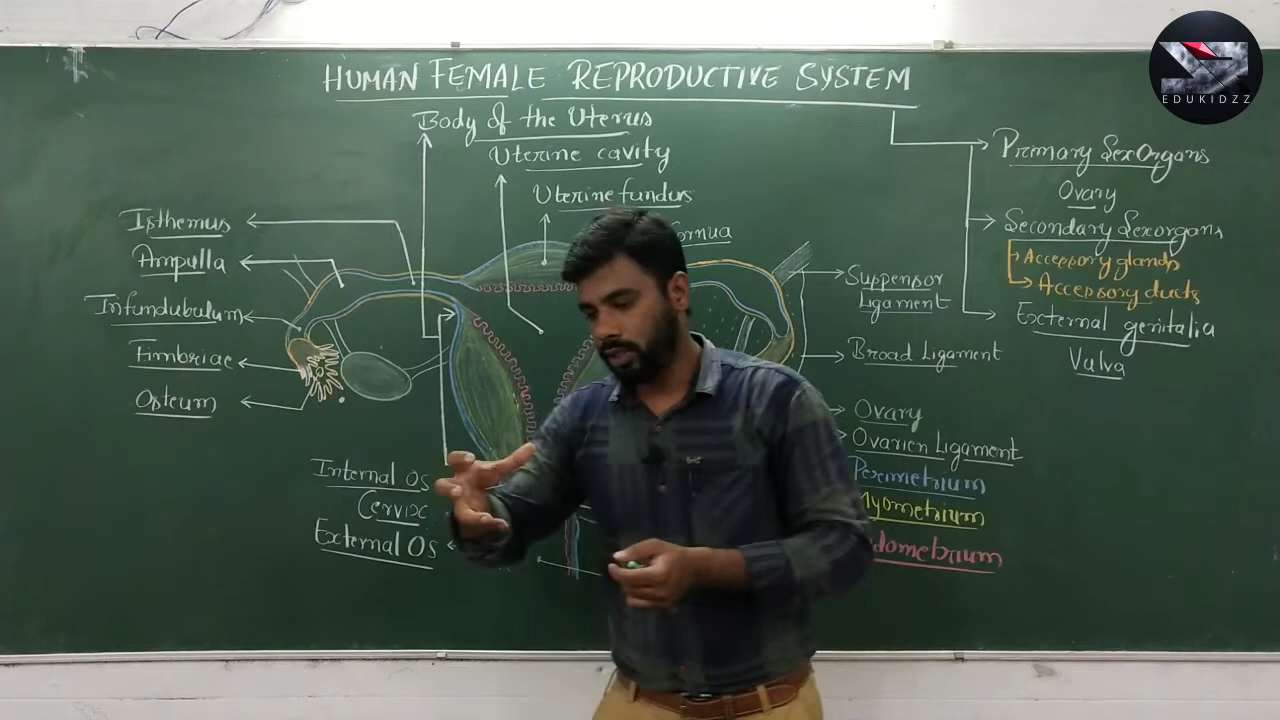 HUMAN FEMALE REPRODUCTIVE SYSTEM
Body of the Uterus
Uterine cavity
Uterine fundus
Isthemus
Ampulla
Infundubulum
Fimbriae
Osteum
Internal Os
Cervix
External Os
Suspensor
Ligament
Broad Ligament
Ovary
Ovarien Ligament
Perimetrium
Myometrium
Primary Sex Organs
Ovary
Secondary Sex organs
Accessory glands
Accessory ducts
External genitalia
Valva
EDUKIDZZ